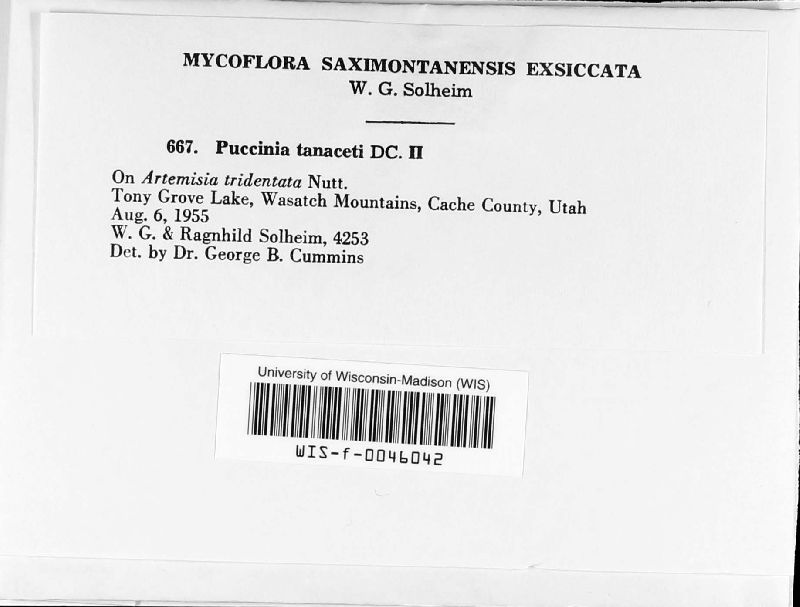 MYCOFLORA SAXIMONTANENSIS EXSICCATA
W. G. Solheim
667. Puccinia tanaceti DC. II
On Artemisia tridentata Nutt.
Tony Grove Lake, Wasatch Mountains, Cache County, Utah
Aug. 6, 1955
W. G. & Ragnhild Solheim, 4253
Det. by Dr. George B. Cummins
University of Wisconsin-Madison (WIS)
WIS-f-0046042